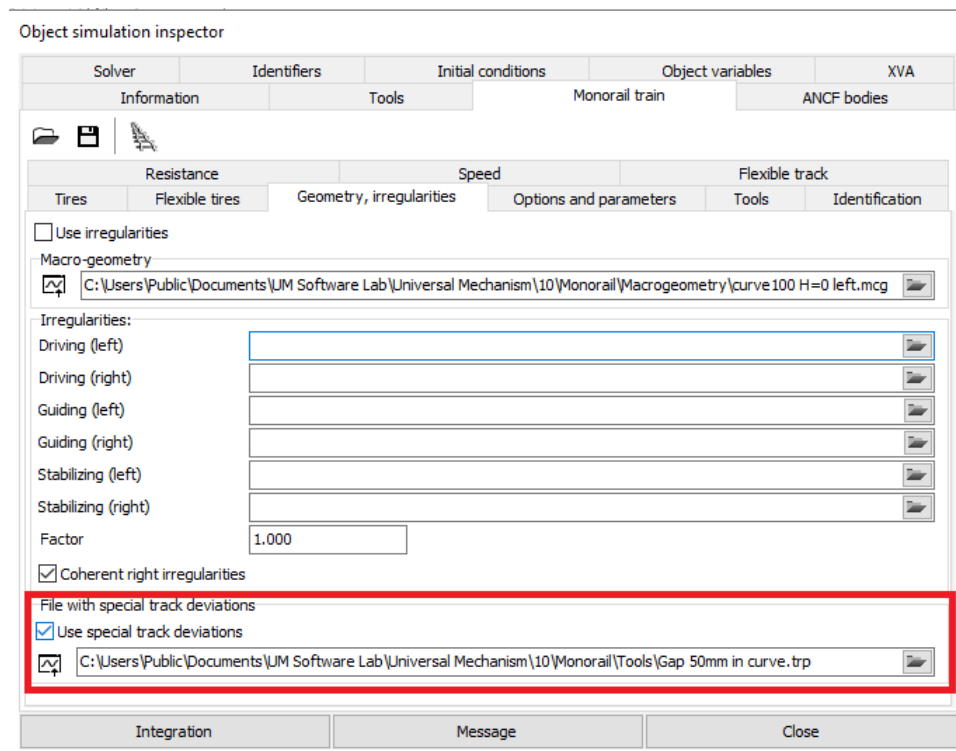 Object simulation inspector
Solver Identifiers Initial conditions Object variables XVA
Information Tools Monorail train ANCF bodies
Resistance Speed Flexible track
Tires Flexible tires Geometry, irregularities Options and parameters Tools Identification
Use irregularities
Macro-geometry
C:\Users\Public\Documents\UM Software Lab\Universal Mechanism\10\Monorail\Macrogeometry\curve100 H=0 left.mcg
Irregularities:
Driving (left)
Driving (right)
Guiding (left)
Guiding (right)
Stabilizing (left)
Stabilizing (right)
Factor 1.000
Coherent right irregularities
File with special track deviations
Use special track deviations
C:\Users\Public\Documents\UM Software Lab\Universal Mechanism\10\Monorail\Tools\Gap 50mm in curve.trp
Integration Message Close